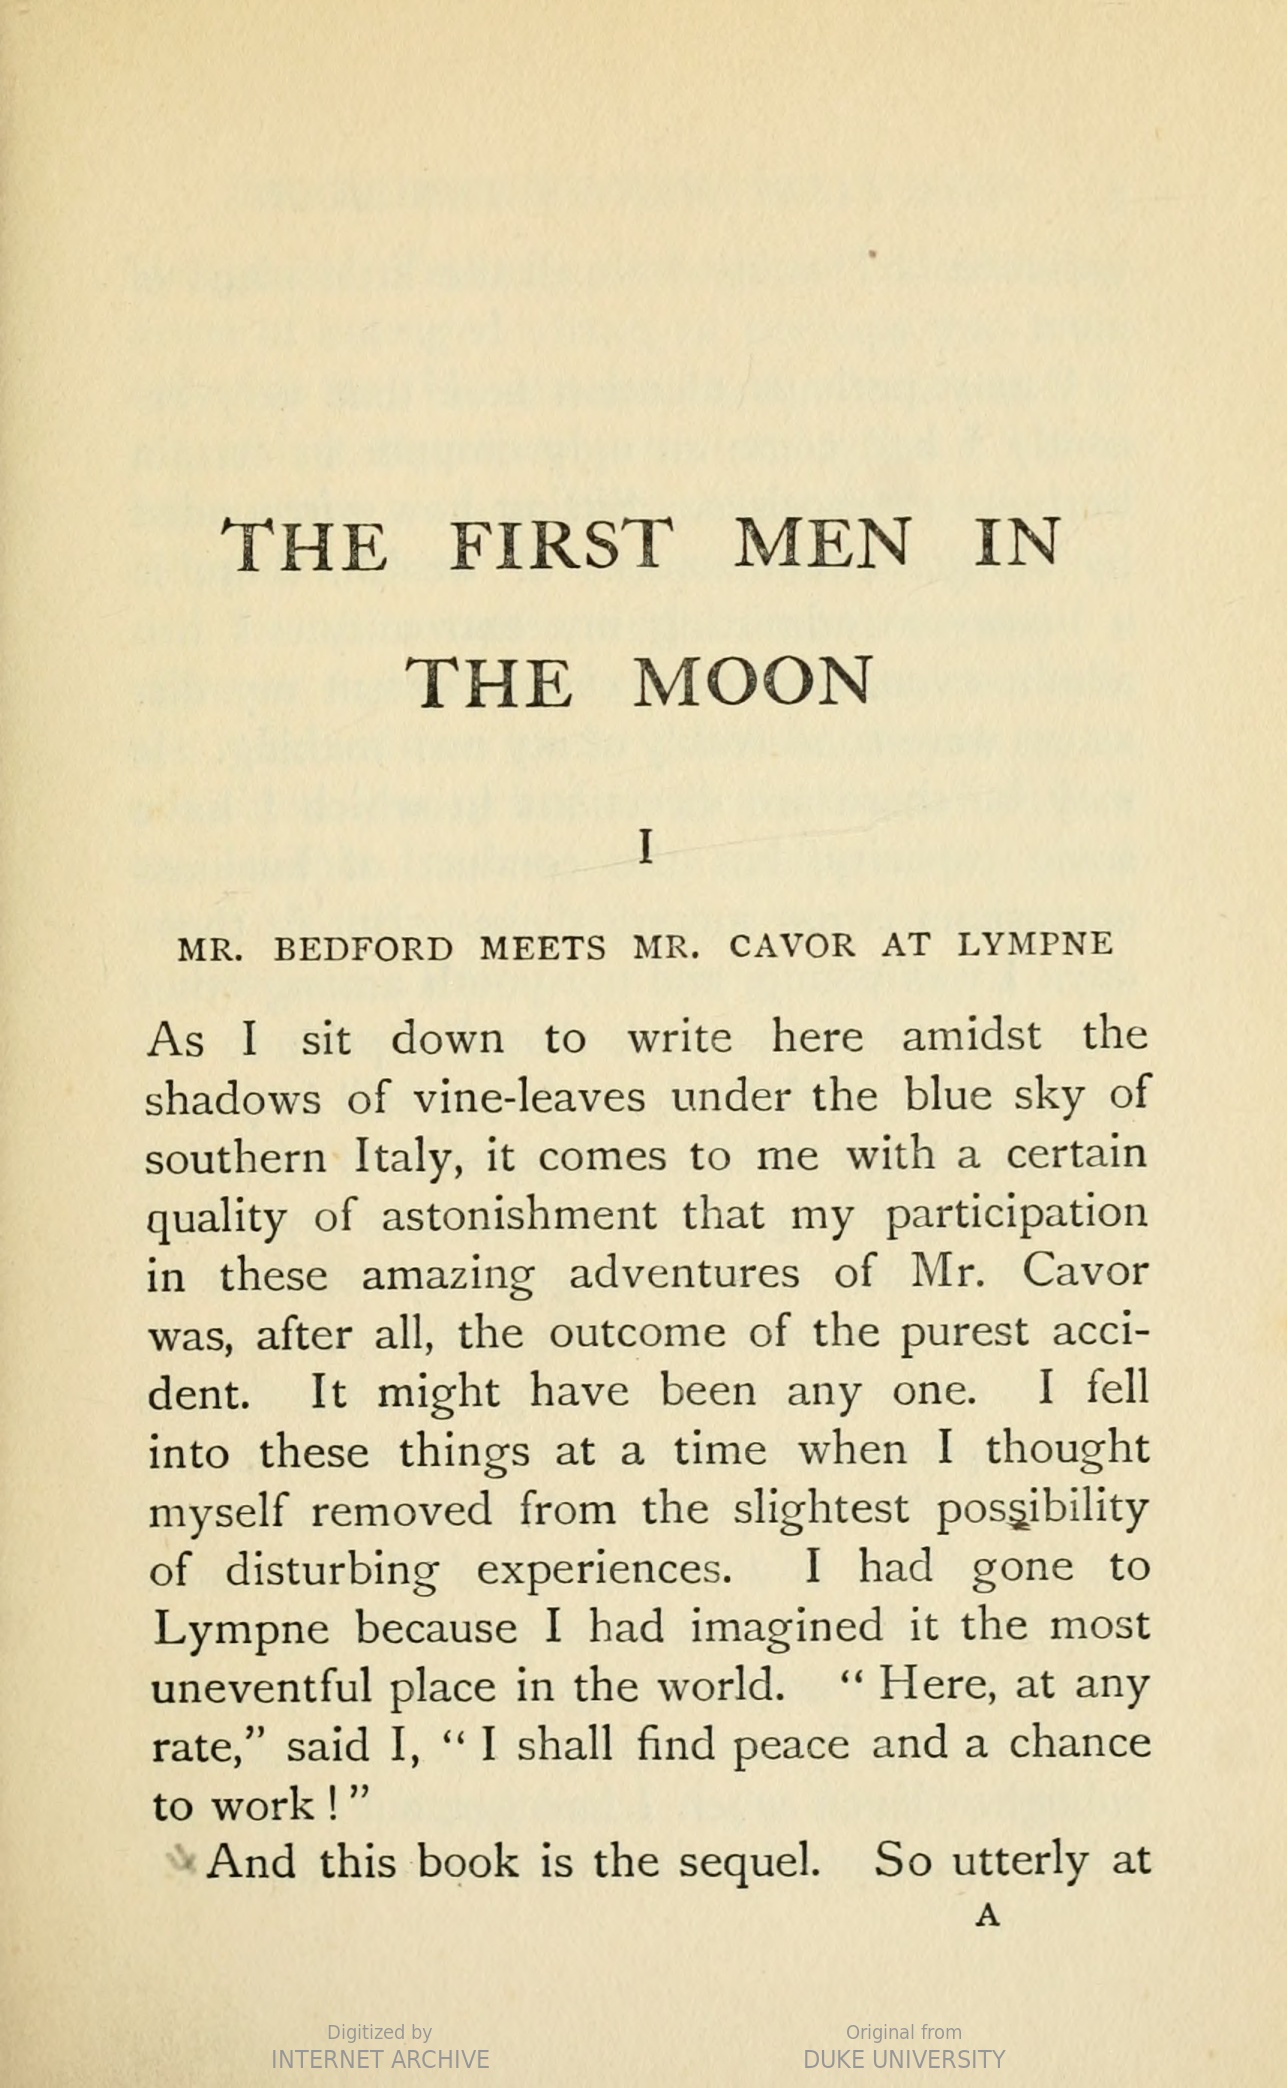 THE FIRST MEN IN
THE MOON
I
MR. BEDFORD MEETS MR. CAVOR AT LYMPNE
As I sit down to write here amidst the
shadows of vine-leaves under the blue sky of
southern Italy, it comes to me with a certain
quality of astonishment that my participation
in these amazing adventures of Mr. Cavor
was, after all, the outcome of the purest acci-
dent. It might have been any one. I fell
into these things at a time when I thought
myself removed from the slightest possibility
of disturbing experiences. I had gone to
Lympne because I had imagined it the most
uneventful place in the world. “ Here, at any
rate,” said I, “ I shall find peace and a chance
to work ! ”
And this book is the sequel. So utterly at
A
Digitized by
INTERNET ARCHIVE
Original from
DUKE UNIVERSITY